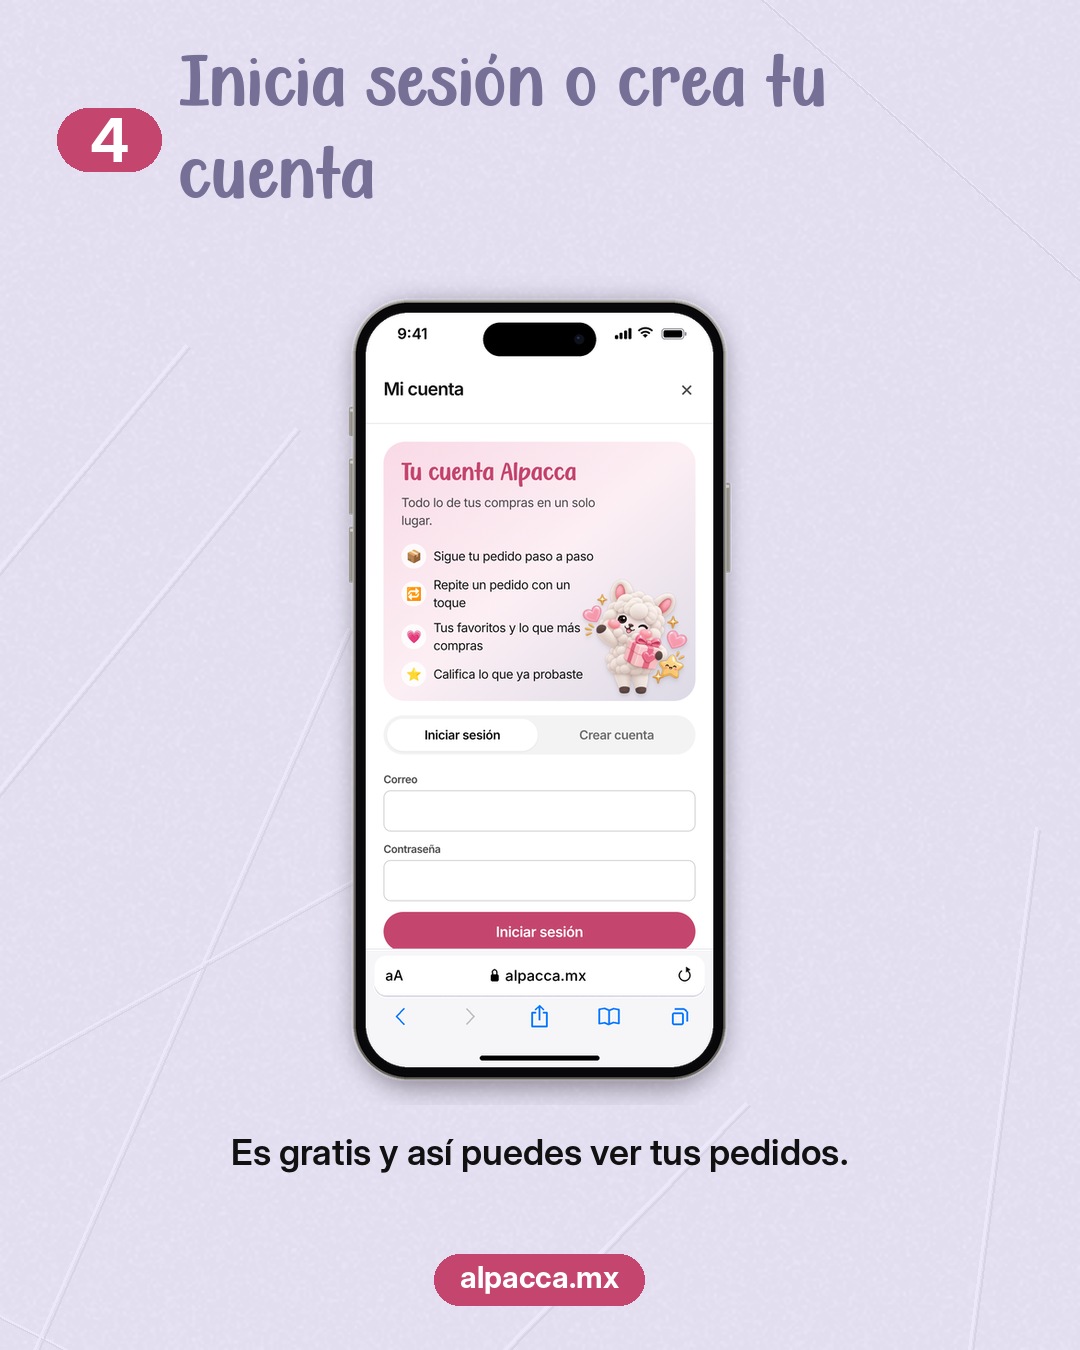 4
Inicia sesión o crea tu
cuenta
9:41
Mi cuenta
Tu cuenta Alpacca
Todo lo de tus compras en un solo
lugar.
Sigue tu pedido paso a paso
Repite un pedido con un
toque
Tus favoritos y lo que más
compras
Califica lo que ya probaste
Iniciar sesión
Crear cuenta
Correo
Contraseña
Iniciar sesión
aA
alpacca.mx
Es gratis y así puedes ver tus pedidos.
alpacca.mx